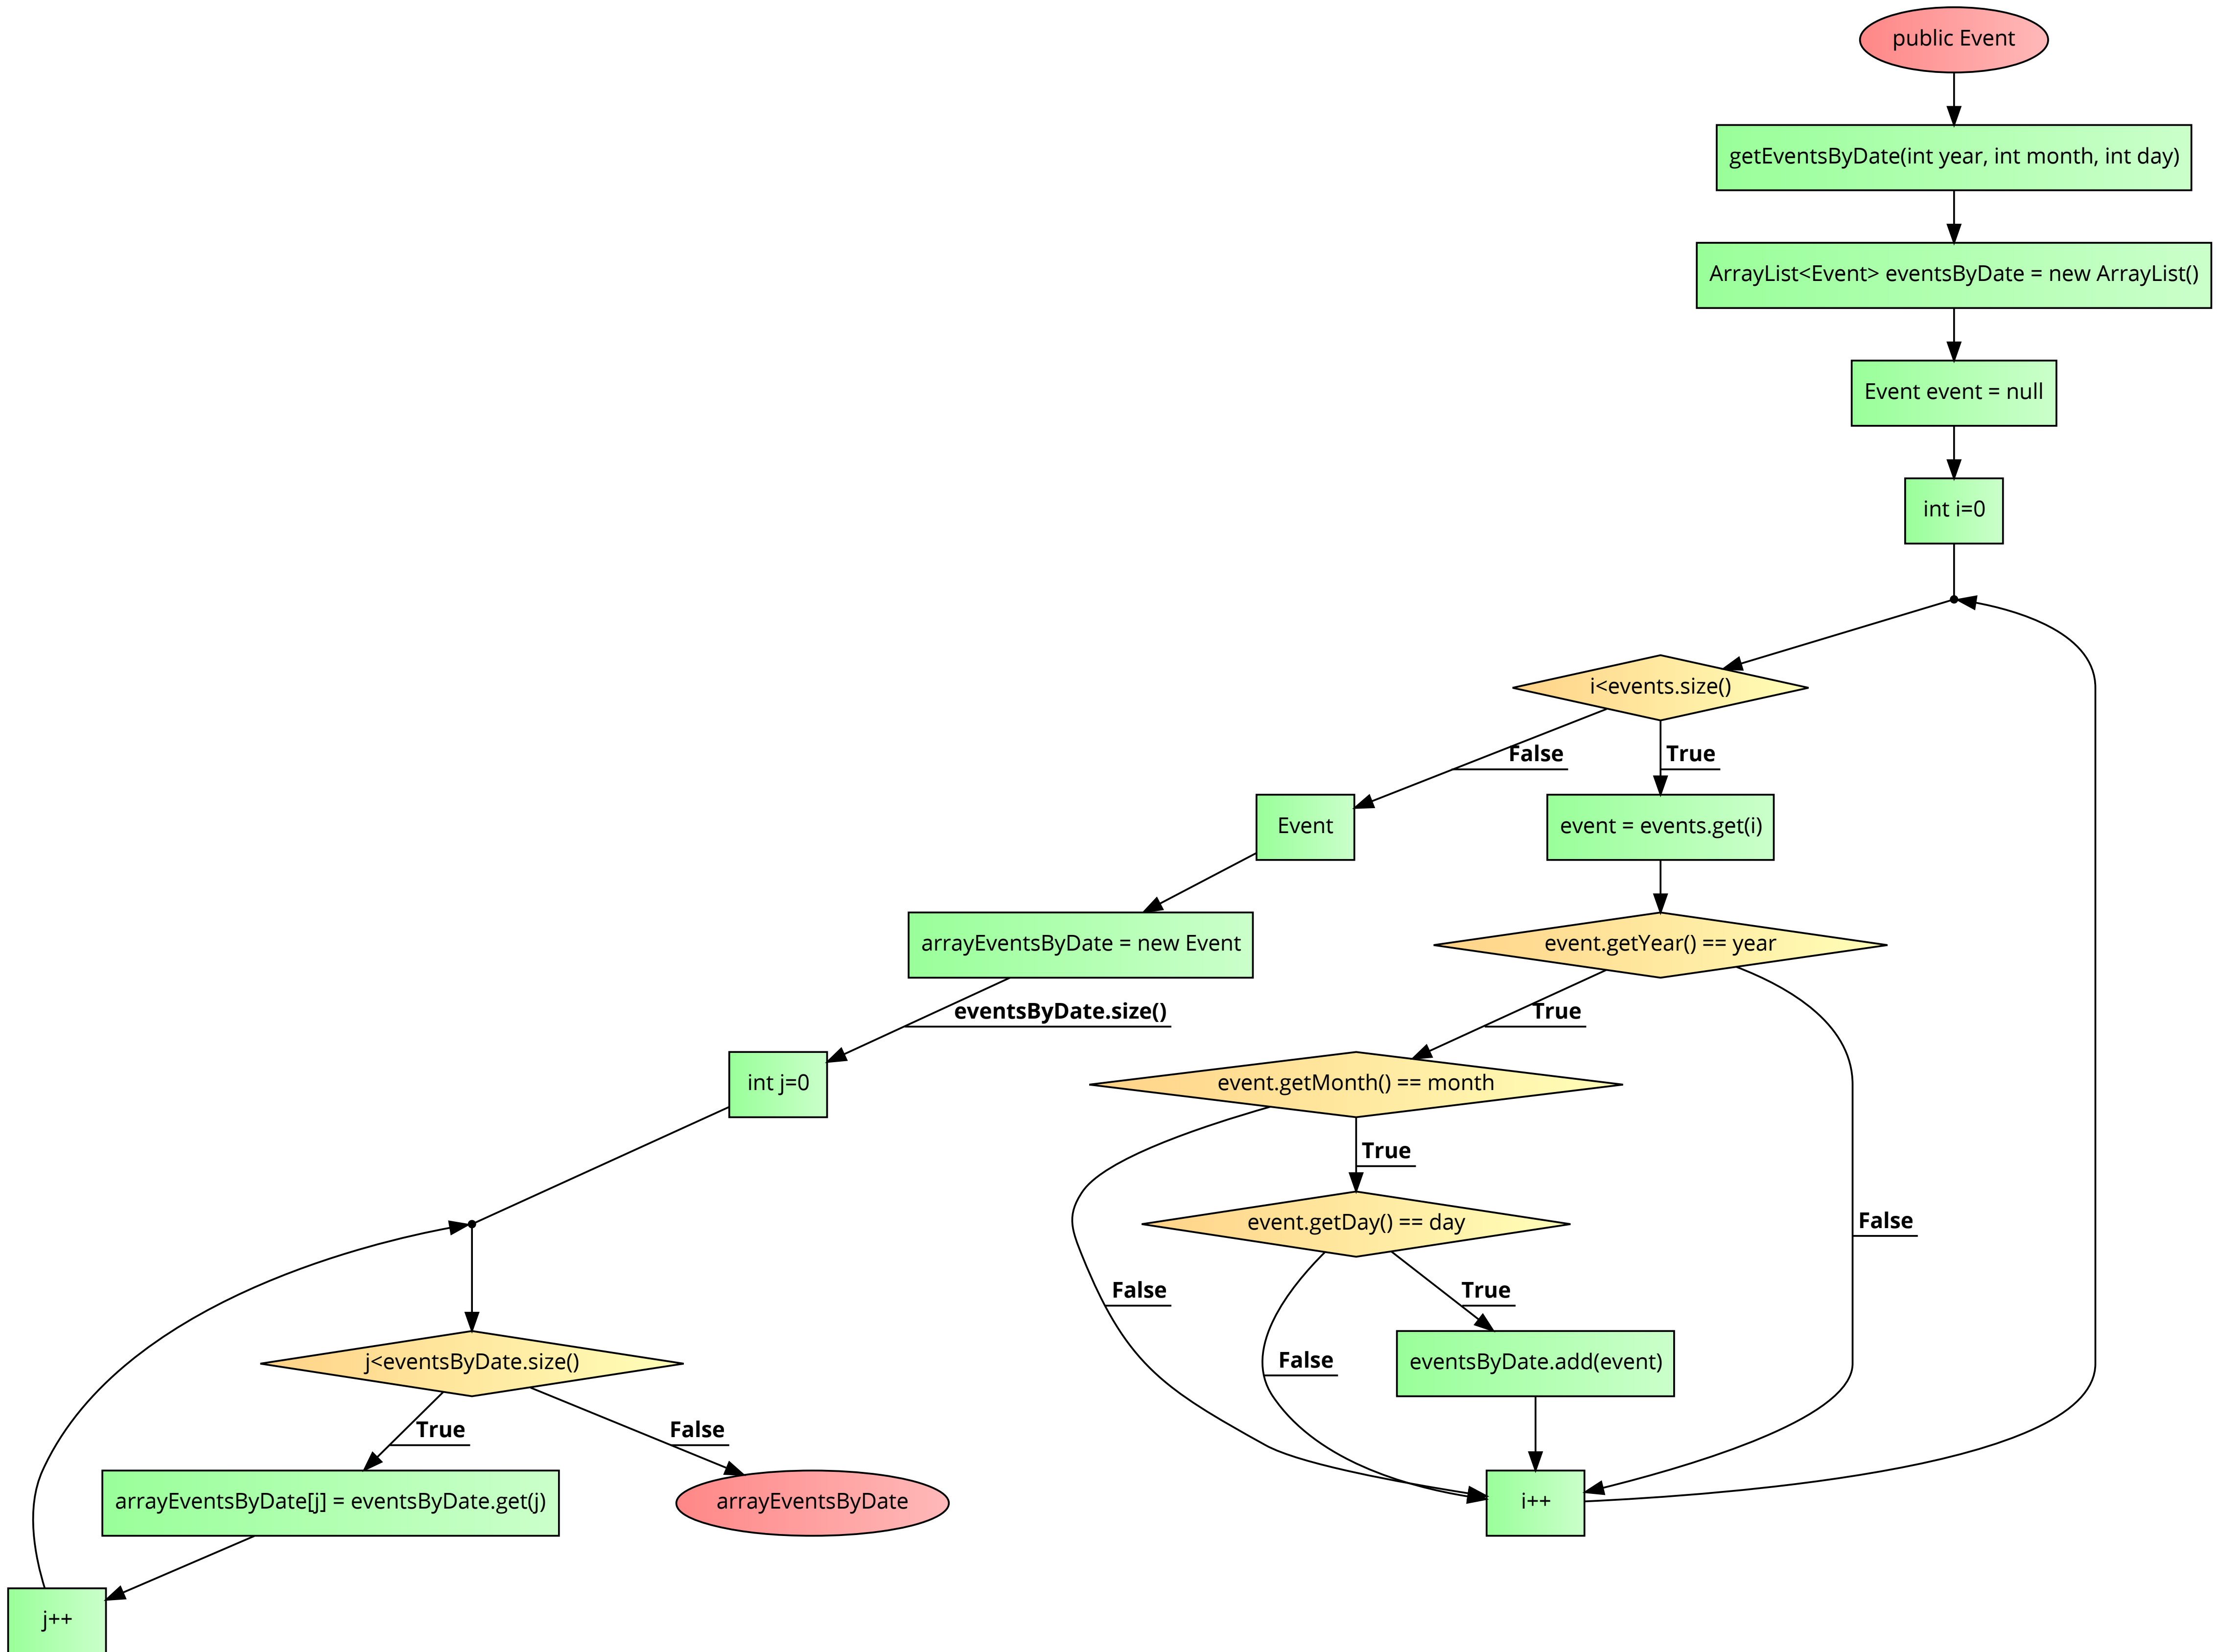 public Event
getEventsByDate(int year, int month, int day)
ArrayList<Event> eventsByDate = new ArrayList()
Event event = null
int i=0
i<events.size()
False
True
Event
event = events.get(i)
arrayEventsByDate = new Event
event.getYear() == year
eventsByDate.size()
True
int j=0
event.getMonth() == month
True
event.getDay() == day
False
False
True
j<eventsByDate.size()
False
eventsByDate.add(event)
True
False
arrayEventsByDate[j] = eventsByDate.get(j)
arrayEventsByDate
i++
j++